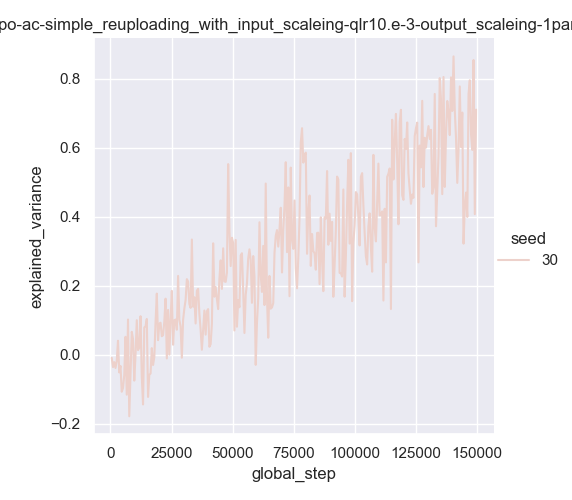 po-ac-simple_reuploading_with_input_scaleing-qlr10.e-3-output_scaleing-1par
0.8
0.6
0.4
0.2
0.0
−0.2
explained_variance
0 25000 50000 75000 100000 125000 150000
global_step
seed
30